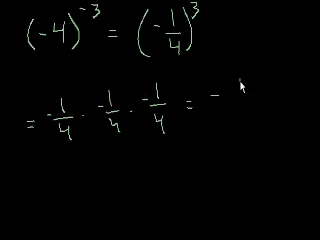 (-4)^-3 = (-1/4)^3
= -1/4 · -1/4 · -1/4 = -